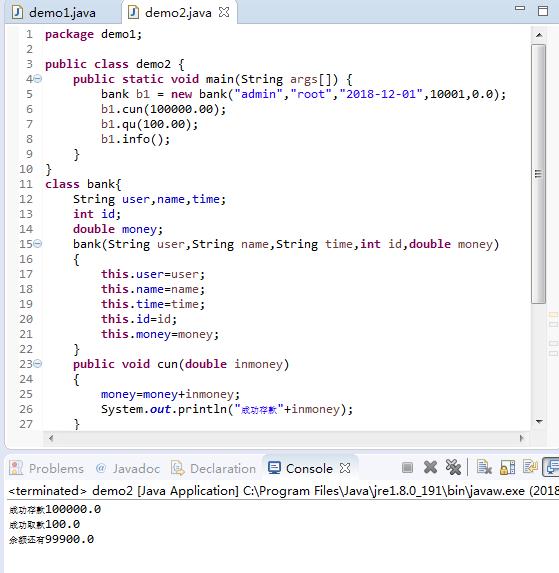 demo1.java demo2.java
1 package demo1;
2
3 public class demo2 {
4 public static void main(String args[]) {
5 bank b1 = new bank("admin","root","2018-12-01",10001,0.0);
6 b1.cun(100000.00);
7 b1.qu(100.00);
8 b1.info();
9 }
10 }
11 class bank{
12 String user,name,time;
13 int id;
14 double money;
15 bank(String user,String name,String time,int id,double money)
16 {
17 this.user=user;
18 this.name=name;
19 this.time=time;
20 this.id=id;
21 this.money=money;
22 }
23 public void cun(double inmoney)
24 {
25 money=money+inmoney;
26 System.out.println("成功存款"+inmoney);
27 }
Problems @ Javadoc Declaration Console
<terminated> demo2 [Java Application] C:\Program Files\Java\jre1.8.0_191\bin\javaw.exe (2018
成功存款100000.0
成功取款100.0
余额还有99900.0